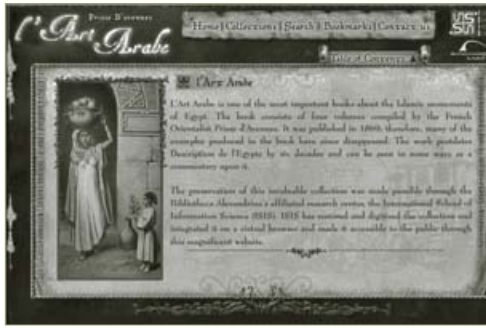 Prisse D'avennes
l'Art Arabe
Home | Collections | Search | Bookmarks | Contact us
Table of Contents
l'Art Arabe
L'Art Arabe is one of the most important books about the Islamic monuments
of Egypt. The book consists of four volumes compiled by the French
Orientalist Prisse d'Avennes. It was published in therefore, many of the
examples produced in the book have since disappeared. The work postdates
Description de l'Egypte by six decades and can be seen in some ways as a
commentary upon it.
The preservation of this invaluable collection was made possible through the
Bibliotheca Alexandrina's affiliated research center, the International School of
Information Science (ISIS). ISIS has restored and digitized the collection and
integrated it on a virtual browser and made it accessible to the public through
this magnificent website.